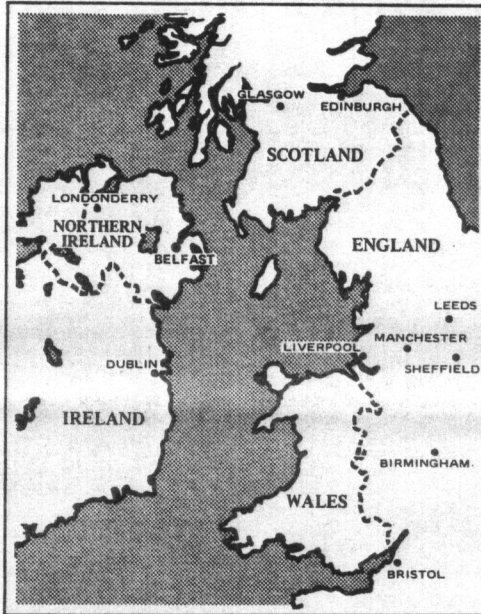 GLASGOW
EDINBURGH
SCOTLAND
LONDONDERRY
NORTHERN
IRELAND
BELFAST
ENGLAND
LEEDS
LIVERPOOL
MANCHESTER
DUBLIN
SHEFFIELD
IRELAND
BIRMINGHAM
WALES
BRISTOL